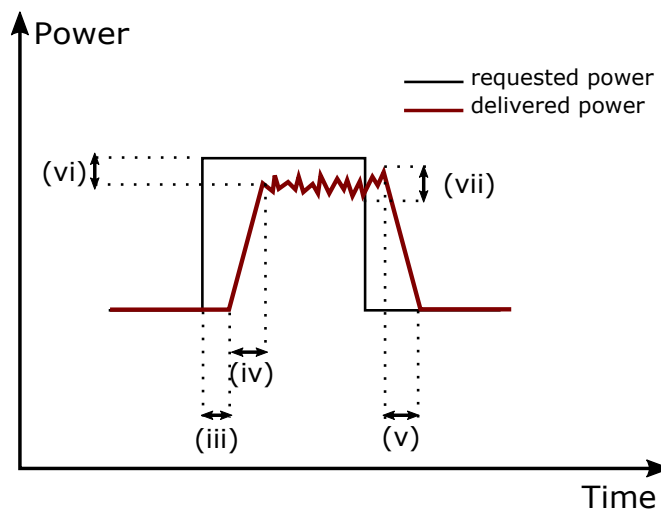 Power
requested power
delivered power
(vi)
(vii)
(iv)
(iii)
(v)
Time